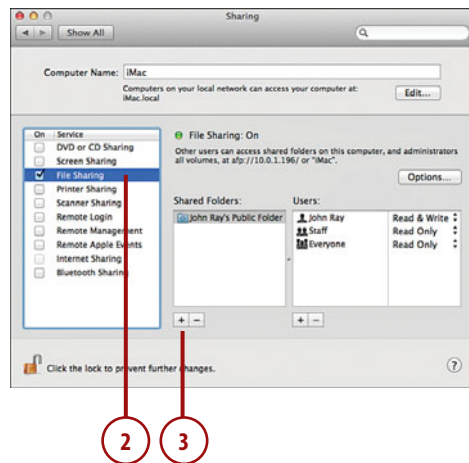 Sharing
Show All
Computer Name: iMac
Computers on your local network can access your computer at:
iMac.local
Edit...
On Service
DVD or CD Sharing
Screen Sharing
File Sharing
Printer Sharing
Scanner Sharing
Remote Login
Remote Management
Remote Apple Events
Internet Sharing
Bluetooth Sharing
File Sharing: On
Other users can access shared folders on this computer, and administrators
all volumes, at afp://10.0.1.196/ or "iMac".
Options...
Shared Folders:
John Ray's Public Folder
+ −
Users:
John Ray Read & Write
Staff Read Only
Everyone Read Only
+ −
Click the lock to prevent further changes.
?
2 3